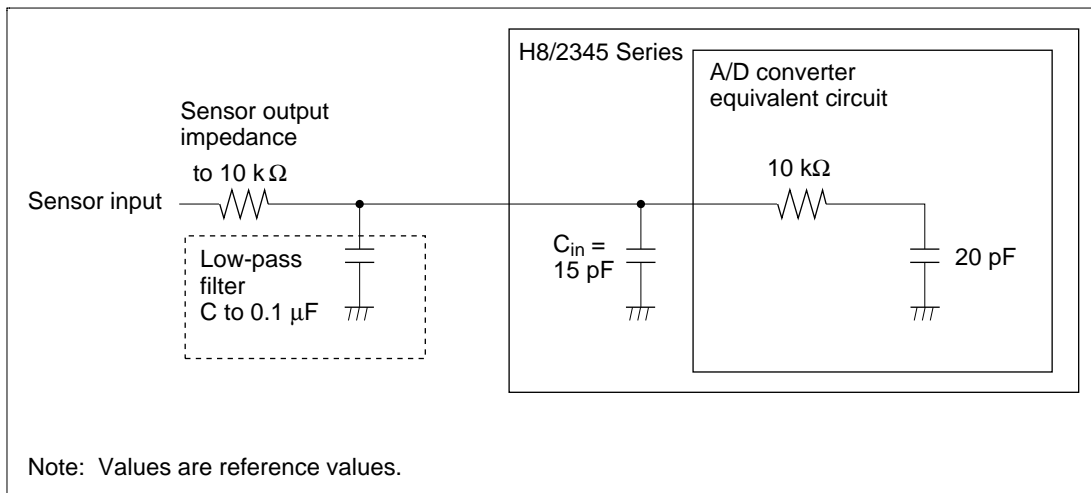 H8/2345 Series
A/D converter
equivalent circuit
Sensor output
impedance
to 10 kΩ
10 kΩ
Sensor input
Low-pass
filter
C to 0.1 μF
Cin =
15 pF
20 pF
Note: Values are reference values.